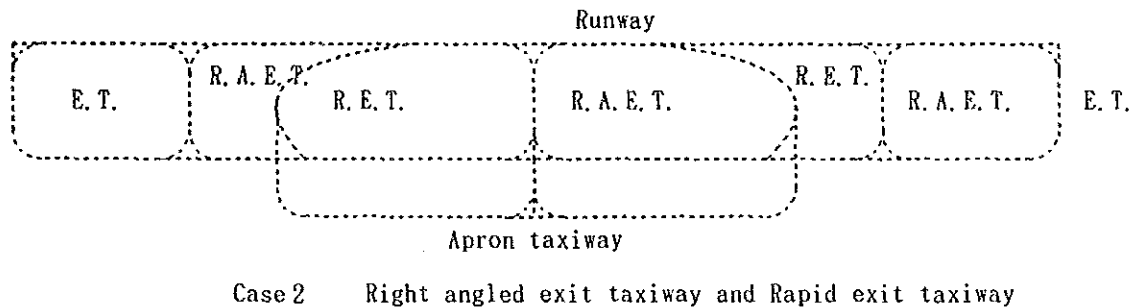 Runway
R. A. E. T.
R. E. T.
E. T.
R. E. T.
R. A. E. T.
R. A. E. T.
E. T.
Apron taxiway
Case 2 Right angled exit taxiway and Rapid exit taxiway